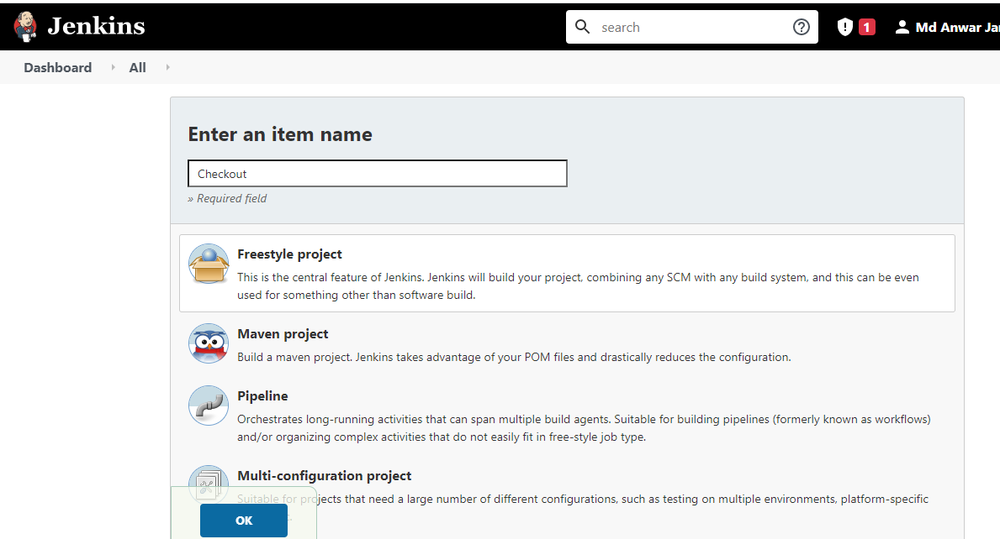 Jenkins
search
1
Md Anwar Jan
Dashboard
All
Enter an item name
Checkout
» Required field
Freestyle project
This is the central feature of Jenkins. Jenkins will build your project, combining any SCM with any build system, and this can be even
used for something other than software build.
Maven project
Build a maven project. Jenkins takes advantage of your POM files and drastically reduces the configuration.
Pipeline
Orchestrates long-running activities that can span multiple build agents. Suitable for building pipelines (formerly known as workflows)
and/or organizing complex activities that do not easily fit in free-style job type.
Multi-configuration project
Suitable for projects that need a large number of different configurations, such as testing on multiple environments, platform-specific
OK